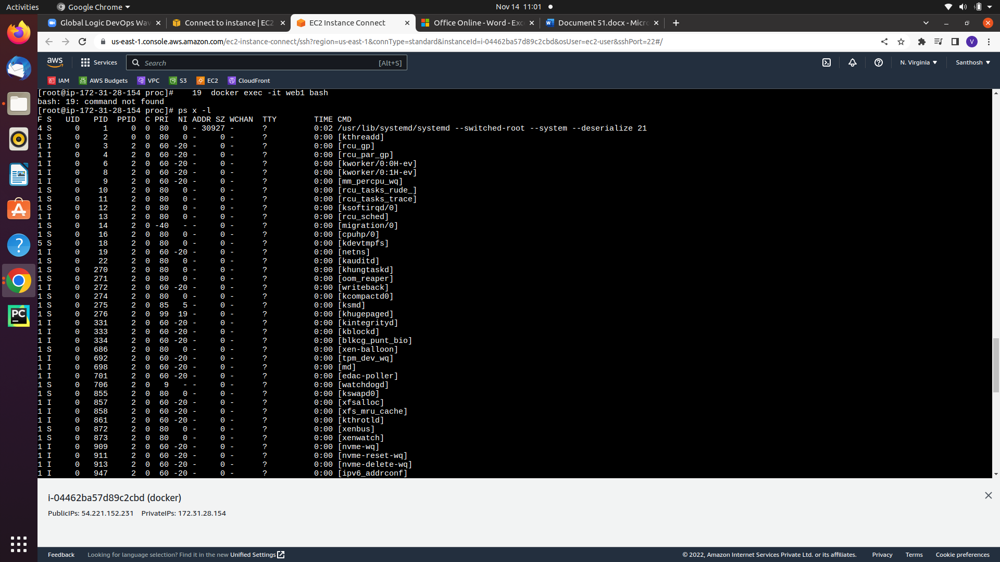 Activities Google Chrome Nov 14 11:01
Global Logic DevOps Wav Connect to instance | EC2 EC2 Instance Connect Office Online - Word - Exc Document 51.docx - Micro
us-east-1.console.aws.amazon.com/ec2-instance-connect/ssh?region=us-east-1&connType=standard&instanceId=i-04462ba57d89c2cbd&osUser=ec2-user&sshPort=22#/ V
aws Services Search [Alt+S] N. Virginia Santhosh
IAM AWS Budgets VPC S3 EC2 CloudFront
[root@ip-172-31-28-154 proc]#    19  docker exec -it web1 bash
bash: 19: command not found
[root@ip-172-31-28-154 proc]# ps x -l
F S   UID   PID  PPID  C PRI  NI ADDR SZ WCHAN  TTY        TIME CMD
4 S     0     1     0  0  80   0 - 30927 -      ?          0:02 /usr/lib/systemd/systemd --switched-root --system --deserialize 21
1 S     0     2     0  0  80   0 -     0 -      ?          0:00 [kthreadd]
1 I     0     3     2  0  60 -20 -     0 -      ?          0:00 [rcu_gp]
1 I     0     4     2  0  60 -20 -     0 -      ?          0:00 [rcu_par_gp]
1 I     0     6     2  0  60 -20 -     0 -      ?          0:00 [kworker/0:0H-ev]
1 I     0     8     2  0  60 -20 -     0 -      ?          0:00 [kworker/0:1H-ev]
1 I     0     9     2  0  60 -20 -     0 -      ?          0:00 [mm_percpu_wq]
1 S     0    10     2  0  80   0 -     0 -      ?          0:00 [rcu_tasks_rude_]
1 S     0    11     2  0  80   0 -     0 -      ?          0:00 [rcu_tasks_trace]
1 S     0    12     2  0  80   0 -     0 -      ?          0:00 [ksoftirqd/0]
1 I     0    13     2  0  80   0 -     0 -      ?          0:00 [rcu_sched]
1 S     0    14     2  0 -40   - -     0 -      ?          0:00 [migration/0]
1 S     0    16     2  0  80   0 -     0 -      ?          0:00 [cpuhp/0]
5 S     0    18     2  0  80   0 -     0 -      ?          0:00 [kdevtmpfs]
1 I     0    19     2  0  60 -20 -     0 -      ?          0:00 [netns]
1 S     0    22     2  0  80   0 -     0 -      ?          0:00 [kauditd]
1 S     0   270     2  0  80   0 -     0 -      ?          0:00 [khungtaskd]
1 S     0   271     2  0  80   0 -     0 -      ?          0:00 [oom_reaper]
1 I     0   272     2  0  60 -20 -     0 -      ?          0:00 [writeback]
1 S     0   274     2  0  80   0 -     0 -      ?          0:00 [kcompactd0]
1 S     0   275     2  0  85   5 -     0 -      ?          0:00 [ksmd]
1 S     0   276     2  0  99  19 -     0 -      ?          0:00 [khugepaged]
1 I     0   331     2  0  60 -20 -     0 -      ?          0:00 [kintegrityd]
1 I     0   333     2  0  60 -20 -     0 -      ?          0:00 [kblockd]
1 I     0   334     2  0  60 -20 -     0 -      ?          0:00 [blkcg_punt_bio]
1 S     0   686     2  0  80   0 -     0 -      ?          0:00 [xen-balloon]
1 I     0   692     2  0  60 -20 -     0 -      ?          0:00 [tpm_dev_wq]
1 I     0   698     2  0  60 -20 -     0 -      ?          0:00 [md]
1 I     0   701     2  0  60 -20 -     0 -      ?          0:00 [edac-poller]
1 S     0   706     2  0   9   - -     0 -      ?          0:00 [watchdogd]
1 S     0   855     2  0  80   0 -     0 -      ?          0:00 [kswapd0]
1 I     0   857     2  0  60 -20 -     0 -      ?          0:00 [xfsalloc]
1 I     0   858     2  0  60 -20 -     0 -      ?          0:00 [xfs_mru_cache]
1 I     0   861     2  0  60 -20 -     0 -      ?          0:00 [kthrotld]
1 S     0   872     2  0  80   0 -     0 -      ?          0:00 [xenbus]
1 S     0   873     2  0  80   0 -     0 -      ?          0:00 [xenwatch]
1 I     0   909     2  0  60 -20 -     0 -      ?          0:00 [nvme-wq]
1 I     0   911     2  0  60 -20 -     0 -      ?          0:00 [nvme-reset-wq]
1 I     0   913     2  0  60 -20 -     0 -      ?          0:00 [nvme-delete-wq]
1 I     0   947     2  0  60 -20 -     0 -      ?          0:00 [ipv6_addrconf]
PC
i-04462ba57d89c2cbd (docker)
PublicIPs: 54.221.152.231 PrivateIPs: 172.31.28.154
Feedback Looking for language selection? Find it in the new Unified Settings © 2022, Amazon Internet Services Private Ltd. or its affiliates. Privacy Terms Cookie preferences